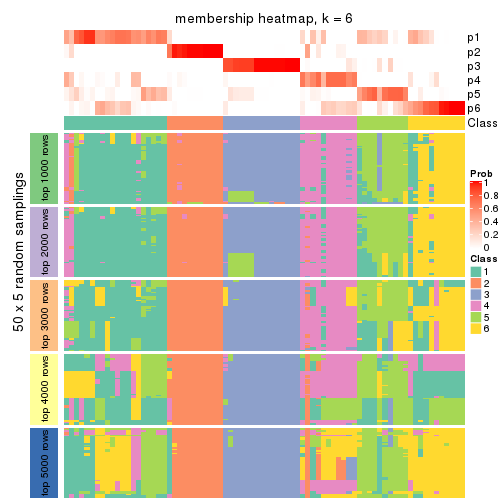 membership heatmap, k = 6
p1
p2
p3
p4
p5
p6
Class
50 x 5 random samplings
top 1000 rows
top 2000 rows
top 3000 rows
top 4000 rows
top 5000 rows
Prob
1
0.8
0.6
0.4
0.2
0
Class
1
2
3
4
5
6